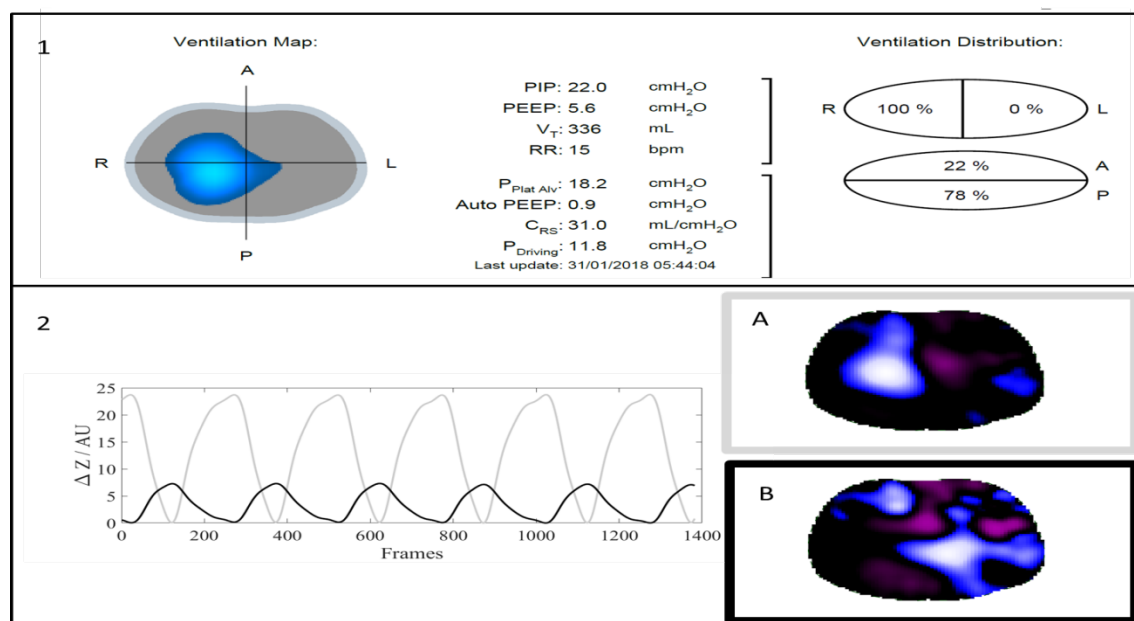 1
Ventilation Map:
A
R
L
P
PIP: 22.0 cmH2O
PEEP: 5.6 cmH2O
VT: 336 mL
RR: 15 bpm
PPlat Alv: 18.2 cmH2O
Auto PEEP: 0.9 cmH2O
CRS: 31.0 mL/cmH2O
PDriving: 11.8 cmH2O
Last update: 31/01/2018 05:44:04
Ventilation Distribution:
R 100 % 0 % L
22 % A
78 % P
2
ΔZ/AU
25
20
15
10
5
0
0 200 400 600 800 1000 1200 1400
Frames
A
B